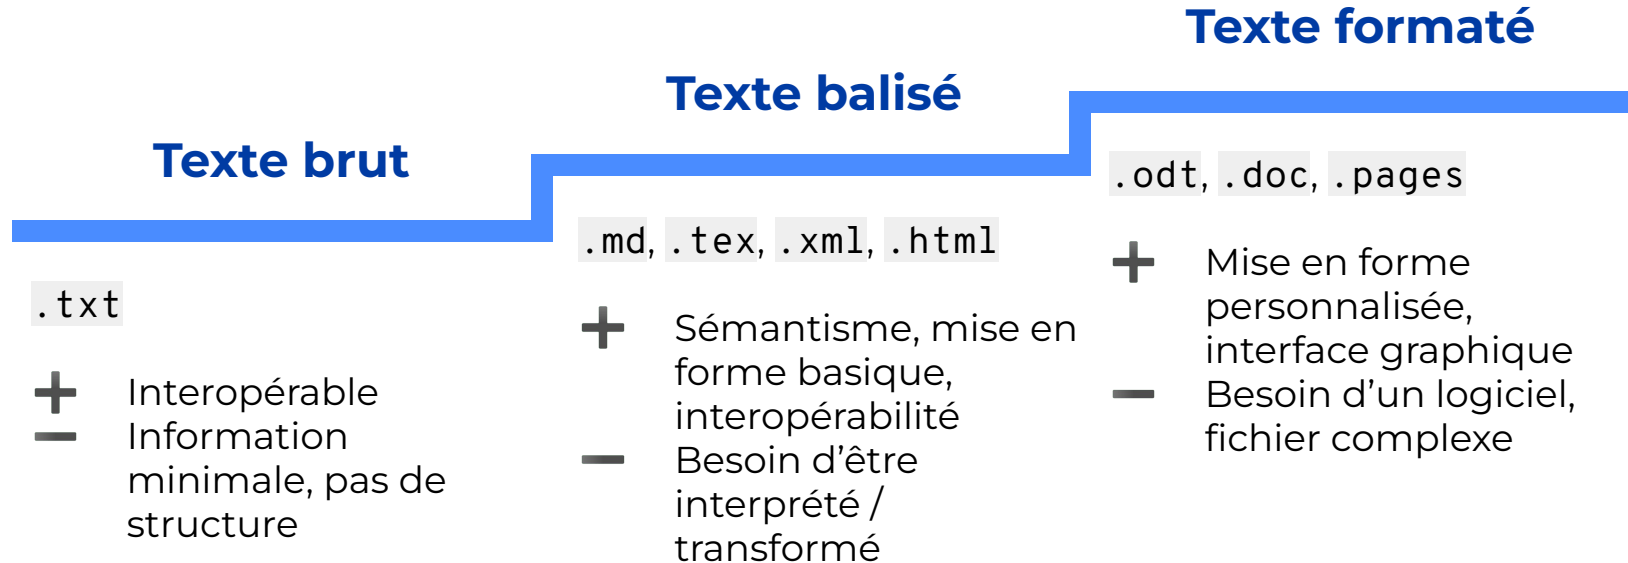 Texte brut
.txt
+ Interopérable
− Information
minimale, pas de
structure
Texte balisé
.md, .tex, .xml, .html
+ Sémantisme, mise en
forme basique,
interopérabilité
− Besoin d’être
interprété /
transformé
Texte formaté
.odt, .doc, .pages
+ Mise en forme
personnalisée,
interface graphique
− Besoin d’un logiciel,
fichier complexe